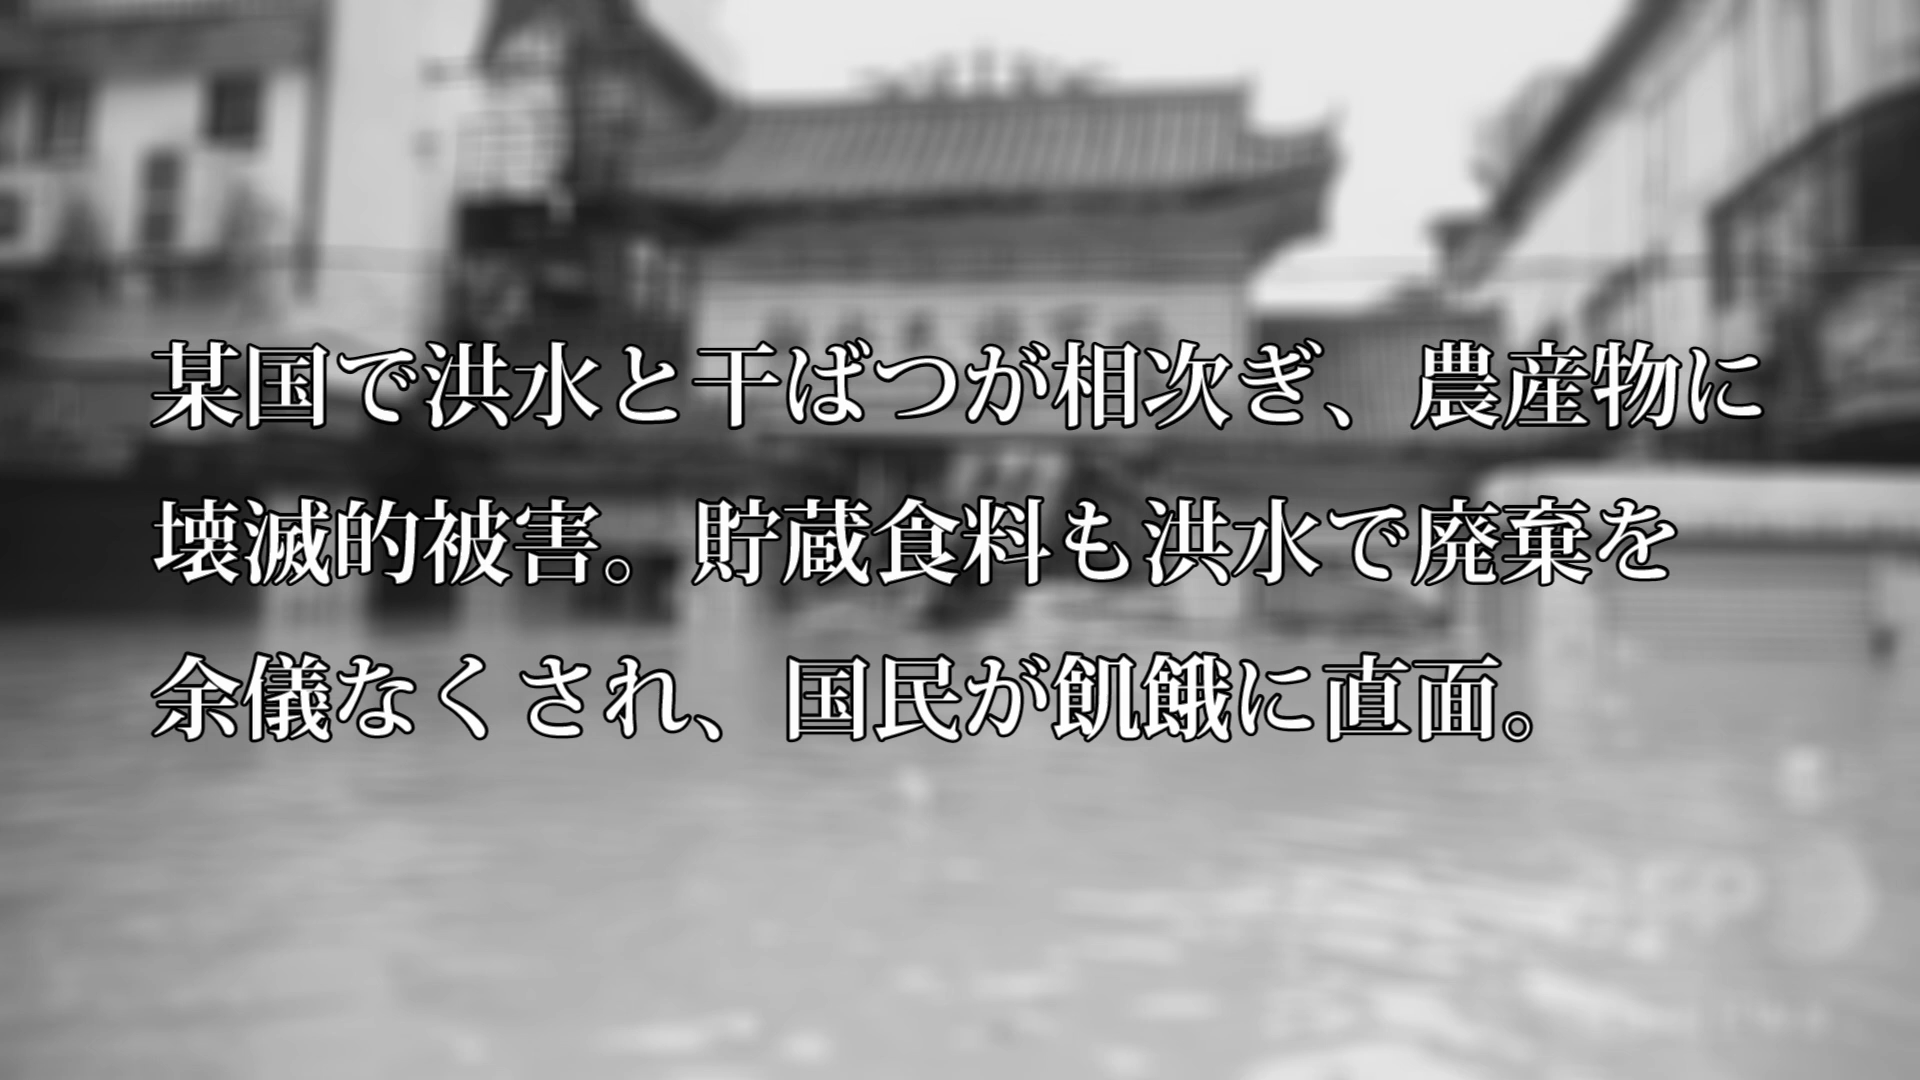 某国で洪水と干ばつが相次ぎ、農産物に
壊滅的被害。貯蔵食料も洪水で廃棄を
余儀なくされ、国民が飢餓に直面。